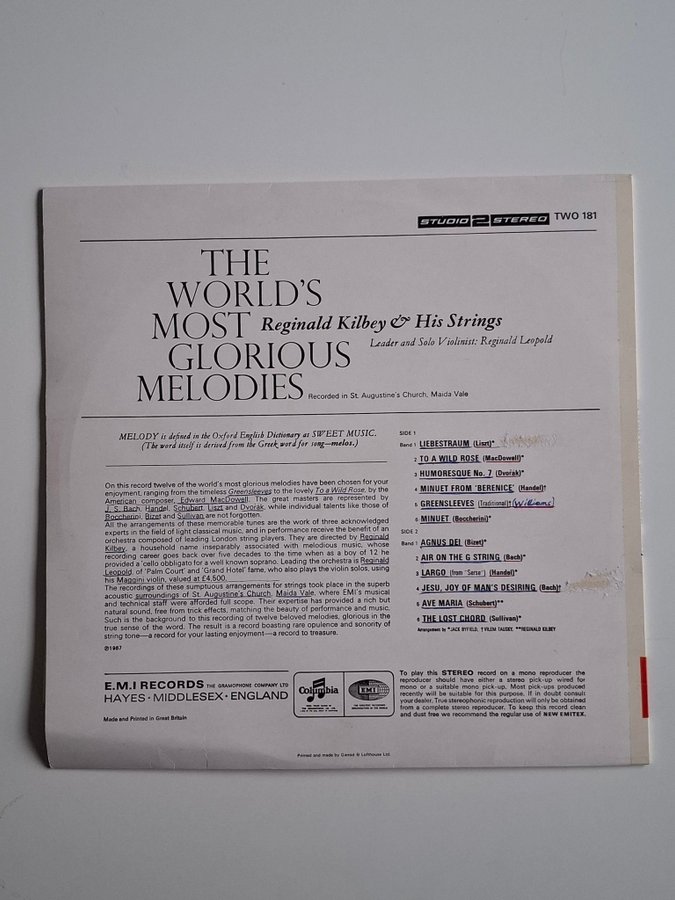 STUDIO 2 STEREO TWO 181
THE
WORLD'S
MOST
GLORIOUS
MELODIES
Reginald Kilbey & His Strings
Leader and Solo Violinist: Reginald Leopold
Recorded in St. Augustine's Church, Maida Vale
MELODY is defined in the Oxford English Dictionary as SWEET MUSIC.
(The word itself is derived from the Greek word for song—melos.)
On this record twelve of the world's most glorious melodies have been chosen for your
enjoyment, ranging from the timeless Greensleeves to the lovely To a Wild Rose, by the
American composer, Edward MacDowell. The great masters are represented by
J. S. Bach, Handel, Schubert, Liszt and Dvorák, while individual talents like those of
Boccherini, Bizet and Sullivan are not forgotten.
All the arrangements of these memorable tunes are the work of three acknowledged
experts in the field of light classical music, and in performance receive the benefit of an
orchestra composed of leading London string players. They are directed by Reginald
Kilbey, a household name inseparably associated with melodious music, whose
recording career goes back over five decades to the time when as a boy of 12 he
provided a 'cello obbligato for a well known soprano. Leading the orchestra is Reginald
Leopold, of 'Palm Court' and 'Grand Hotel' fame, who also plays the violin solos, using
his Maggini violin, valued at £4,500.
The recordings of these sumptuous arrangements for strings took place in the superb
acoustic surroundings of St. Augustine's Church, Maida Vale, where EMI's musical
and technical staff were afforded full scope. Their expertise has provided a rich but
natural sound, free from trick effects, matching the beauty of performance and music.
Such is the background to this recording of twelve beloved melodies, glorious in the
true sense of the word. The result is a record boasting rare opulence and sonority of
string tone—a record for your lasting enjoyment—a record to treasure.
℗1967
SIDE 1
Band 1 LIEBESTRAUM (Liszt)*
2 TO A WILD ROSE (MacDowell)*
3 HUMORESQUE No. 7 (Dvorák)*
4 MINUET FROM 'BERENICE' (Handel)†
5 GREENSLEEVES (Traditional)† (Williams)
6 MINUET (Boccherini)*
SIDE 2
Band 1 AGNUS DEI (Bizet)*
2 AIR ON THE G STRING (Bach)*
3 LARGO (from 'Serse') (Handel)*
4 JESU, JOY OF MAN'S DESIRING (Bach)†
5 AVE MARIA (Schubert)**
6 THE LOST CHORD (Sullivan)*
Arrangements by *JACK BYFIELD, †VILEM TAUSKY, **REGINALD KILBEY
E.M.I RECORDS THE GRAMOPHONE COMPANY LTD
HAYES · MIDDLESEX · ENGLAND
Made and Printed in Great Britain
Columbia
EMI
To play this STEREO record on a mono reproducer the
reproducer should have either a stereo pick-up wired for
mono or a suitable mono pick-up. Most pick-ups produced
recently will be suitable for this purpose. If in doubt consult
your dealer. True stereophonic reproduction will only be obtained
from a complete stereo reproducer. To keep this record clean
and dust free we recommend the regular use of NEW EMITEX.
Printed and made by Garrod & Lofthouse Ltd.